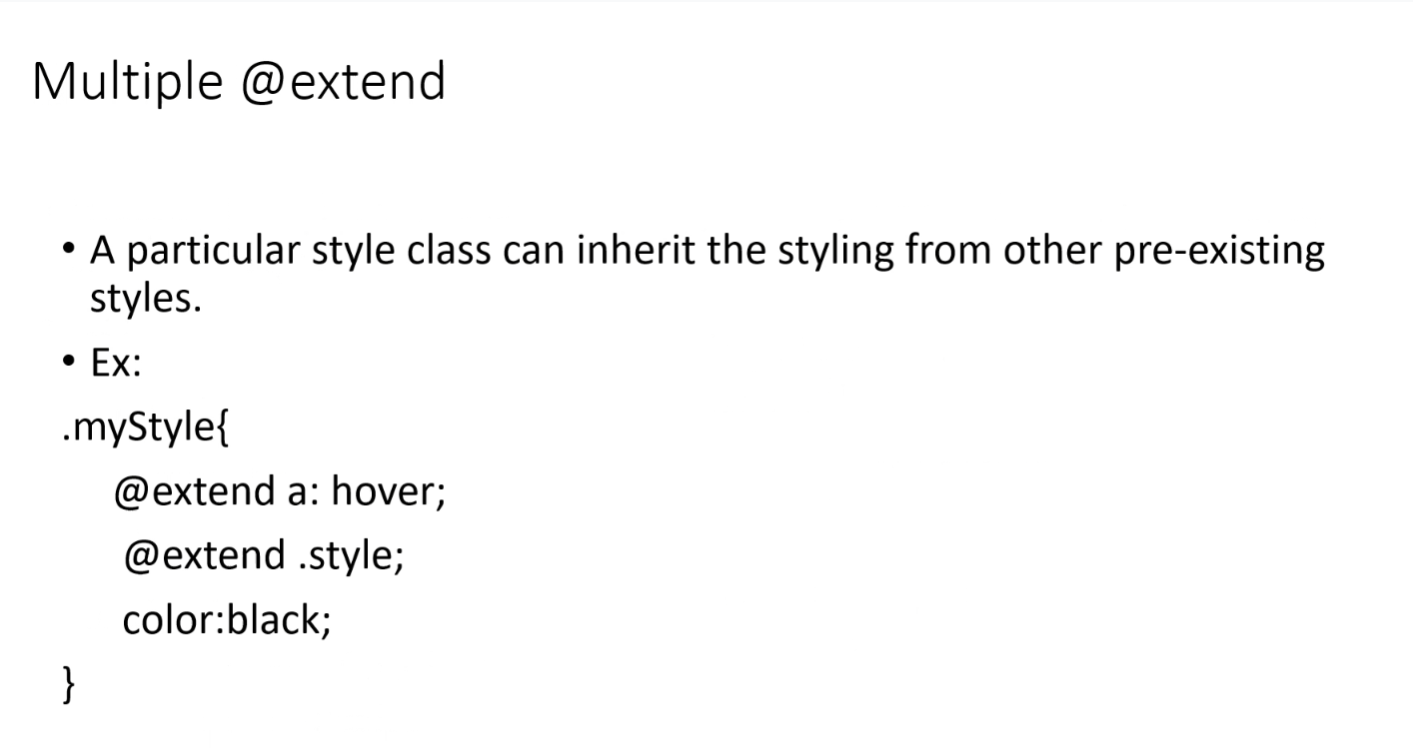 Multiple @extend
• A particular style class can inherit the styling from other pre-existing
styles.
• Ex:
.myStyle{
@extend a: hover;
@extend .style;
color:black;
}